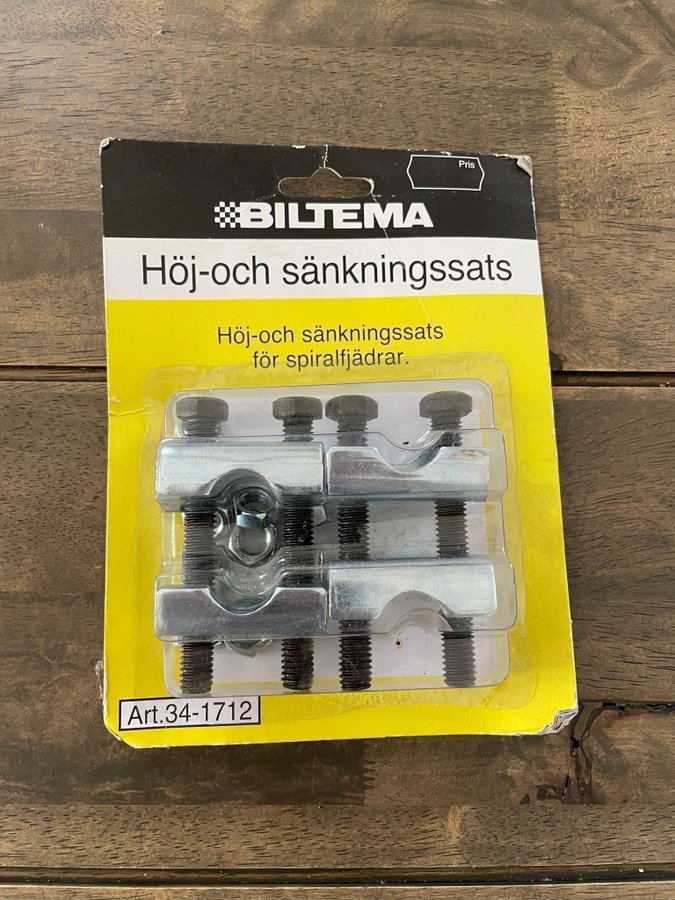 Pris
BILTEMA
Höj-och sänkningssats
Höj-och sänkningssats
för spiralfjädrar.
Art.34-1712